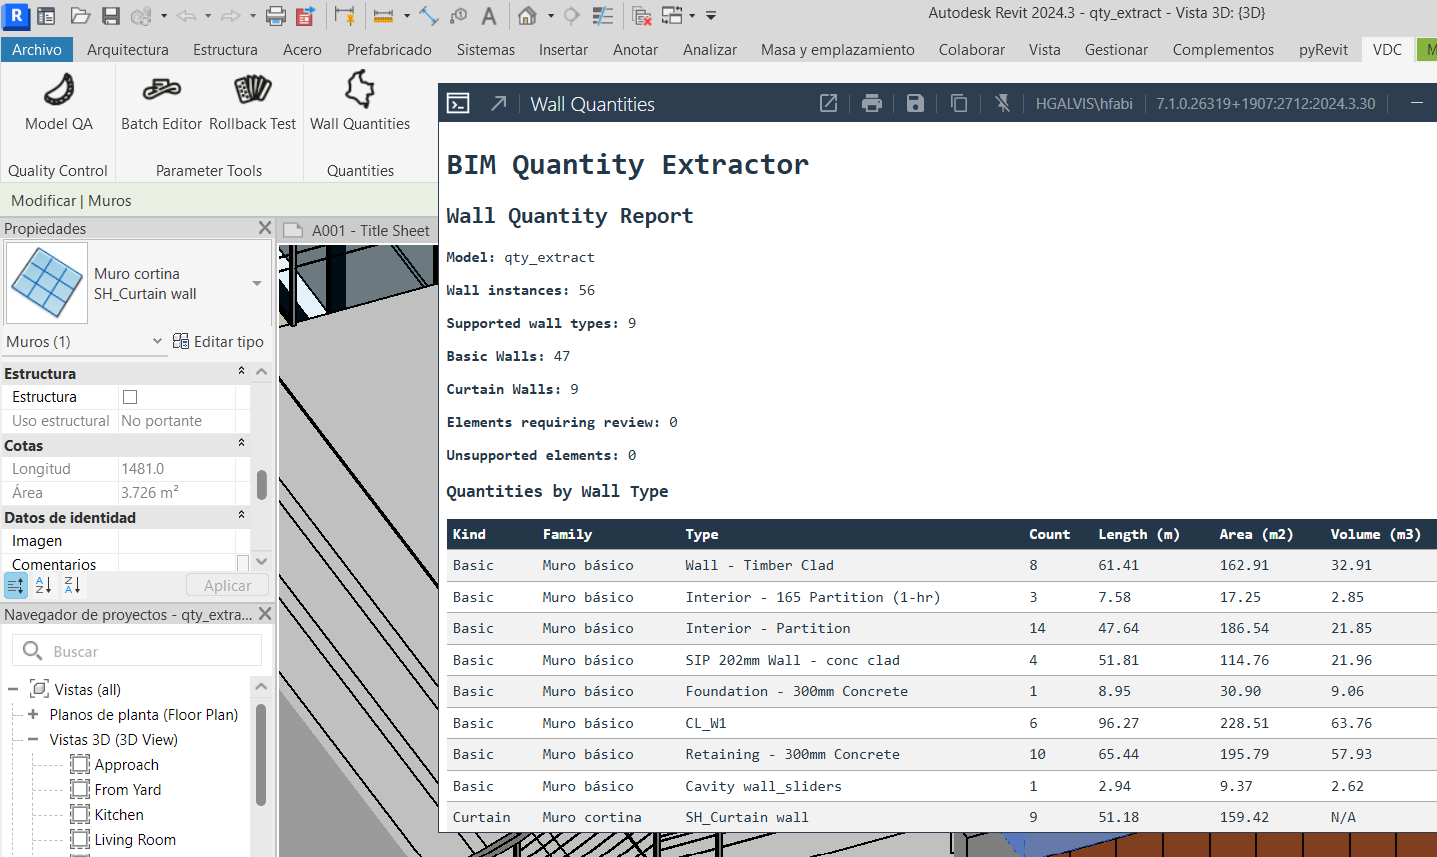 Autodesk Revit 2024.3 - qty_extract - Vista 3D: {3D}
Archivo Arquitectura Estructura Acero Prefabricado Sistemas Insertar Anotar Analizar Masa y emplazamiento Colaborar Vista Gestionar Complementos pyRevit VDC M
Model QA Batch Editor Rollback Test Wall Quantities
Quality Control Parameter Tools Quantities
Modificar | Muros
Propiedades
Muro cortina
SH_Curtain wall
Muros (1) Editar tipo
Estructura
Estructura
Uso estructural No portante
Cotas
Longitud 1481.0
Área 3.726 m²
Datos de identidad
Imagen
Comentarios
Aplicar
Navegador de proyectos - qty_extra...
Buscar
Vistas (all)
Planos de planta (Floor Plan)
Vistas 3D (3D View)
Approach
From Yard
Kitchen
Living Room
A001 - Title Sheet
Wall Quantities HGALVIS\hfabi 7.1.0.26319+1907:2712:2024.3.30
BIM Quantity Extractor
Wall Quantity Report
Model: qty_extract
Wall instances: 56
Supported wall types: 9
Basic Walls: 47
Curtain Walls: 9
Elements requiring review: 0
Unsupported elements: 0
Quantities by Wall Type
Kind Family Type Count Length (m) Area (m2) Volume (m3)
Basic Muro básico Wall - Timber Clad 8 61.41 162.91 32.91
Basic Muro básico Interior - 165 Partition (1-hr) 3 7.58 17.25 2.85
Basic Muro básico Interior - Partition 14 47.64 186.54 21.85
Basic Muro básico SIP 202mm Wall - conc clad 4 51.81 114.76 21.96
Basic Muro básico Foundation - 300mm Concrete 1 8.95 30.90 9.06
Basic Muro básico CL_W1 6 96.27 228.51 63.76
Basic Muro básico Retaining - 300mm Concrete 10 65.44 195.79 57.93
Basic Muro básico Cavity wall_sliders 1 2.94 9.37 2.62
Curtain Muro cortina SH_Curtain wall 9 51.18 159.42 N/A